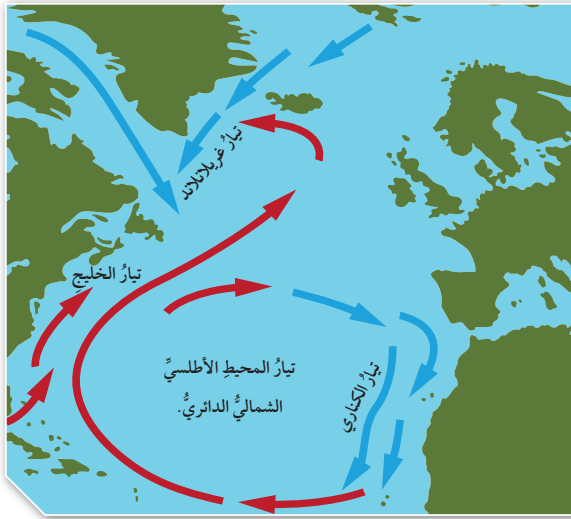 تيارُ غرينلاند
تيارُ الخليجِ
تيارُ المحيطِ الأطلسيِّ
الشماليُّ الدائريُّ.
تيارُ الكناري